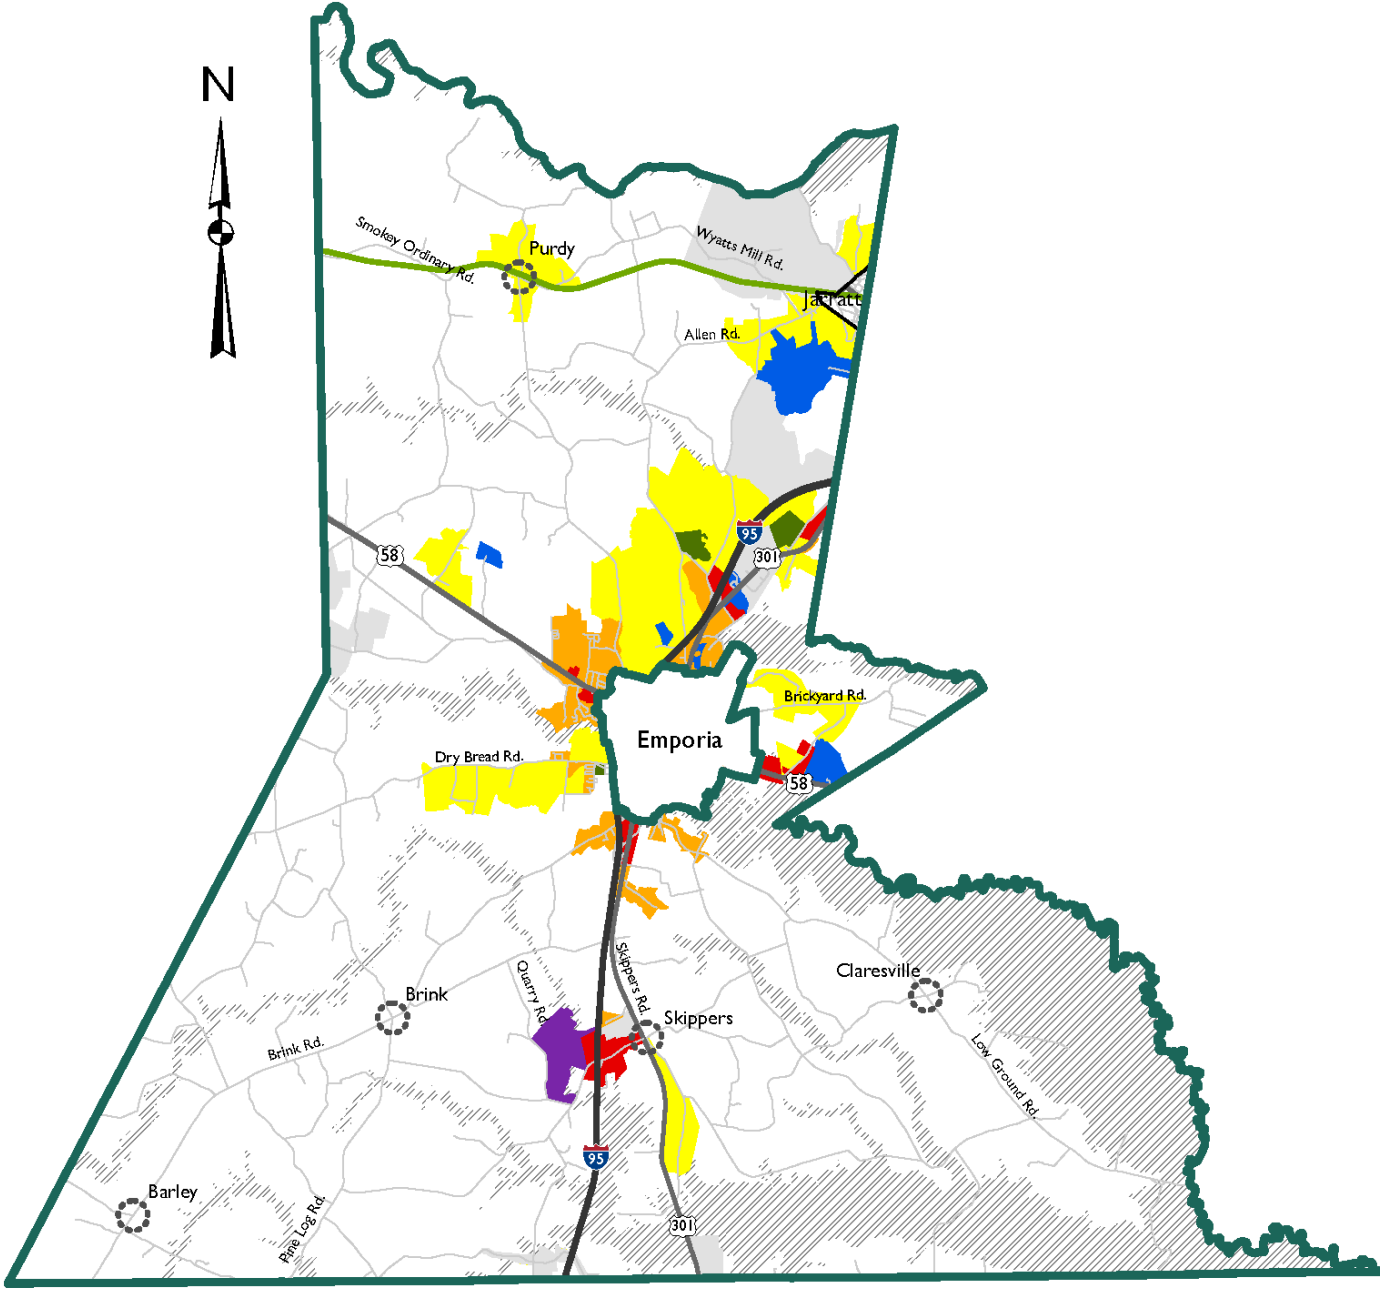 N
Smokey Ordinary Rd.
Purdy
Wyatts Mill Rd.
Jarratt
Allen Rd.
95
58
301
Brickyard Rd.
Emporia
Dry Bread Rd.
58
Skippers Rd.
Claresville
Quarry Rd.
Brink
Skippers
Brink Rd.
Low Ground Rd.
95
Barley
Pine Log Rd.
301